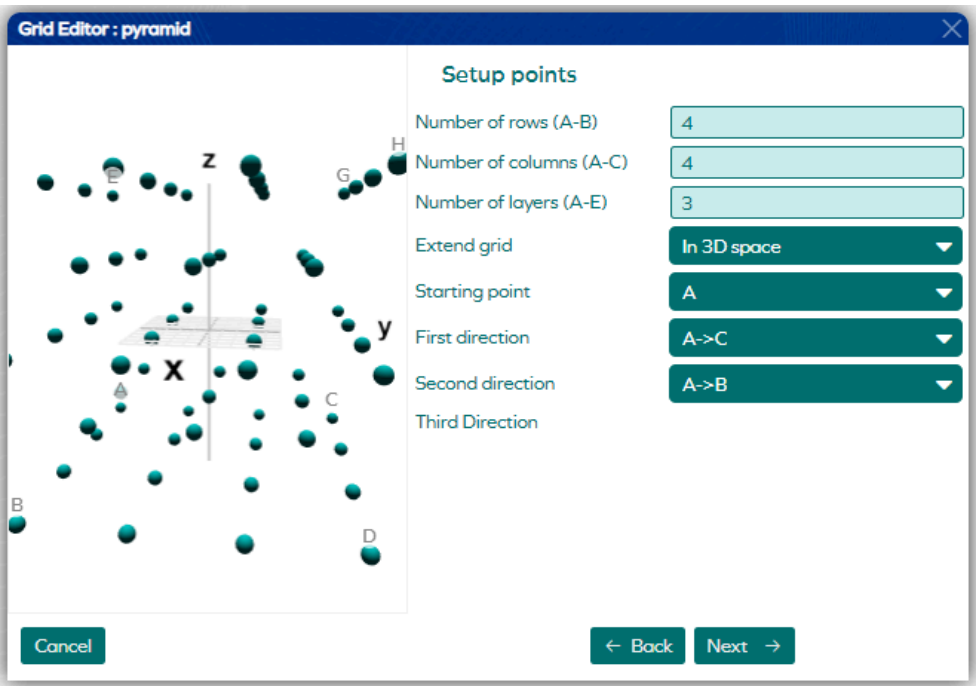 Grid Editor : pyramid
Setup points
Number of rows (A-B) 4
Number of columns (A-C) 4
Number of layers (A-E) 3
Extend grid In 3D space
Starting point A
First direction A->C
Second direction A->B
Third Direction
H
Z
G
E
y
X
A
C
B
D
Cancel
← Back
Next →